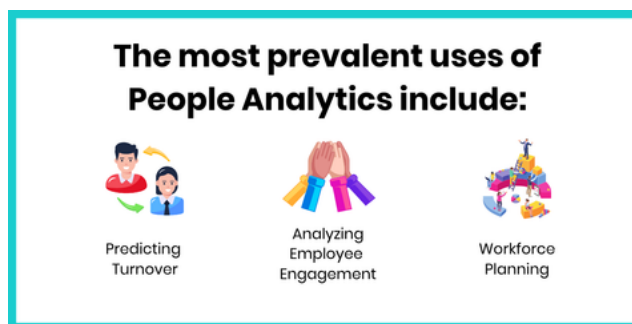 The most prevalent uses of
People Analytics include:
Predicting
Turnover
Analyzing
Employee
Engagement
Workforce
Planning